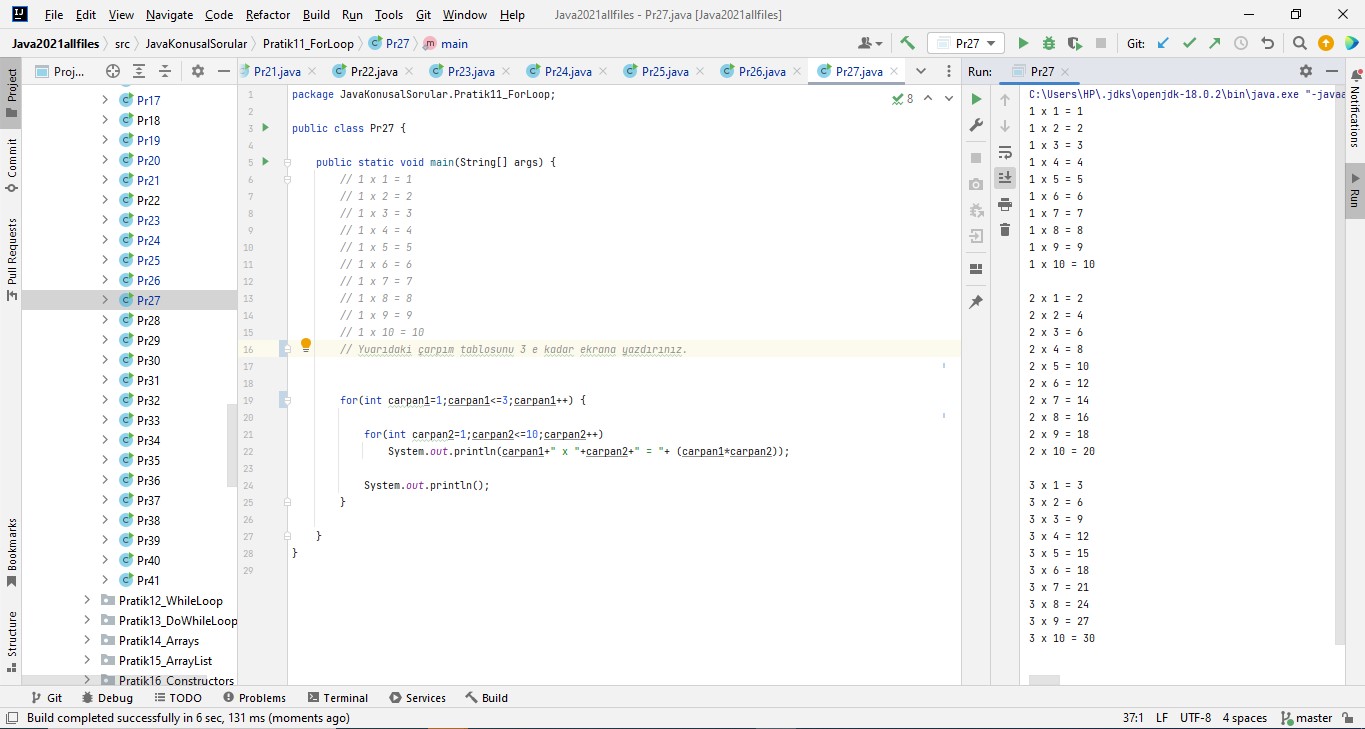 File Edit View Navigate Code Refactor Build Run Tools Git Window Help Java2021allfiles - Pr27.java [Java2021allfiles]
Java2021allfiles src JavaKonusalSorular Pratik11_ForLoop Pr27 main Pr27 Git:
Project
Commit
Pull Requests
Bookmarks
Structure
Proj...
Pr17
Pr18
Pr19
Pr20
Pr21
Pr22
Pr23
Pr24
Pr25
Pr26
Pr27
Pr28
Pr29
Pr30
Pr31
Pr32
Pr33
Pr34
Pr35
Pr36
Pr37
Pr38
Pr39
Pr40
Pr41
Pratik12_WhileLoop
Pratik13_DoWhileLoop
Pratik14_Arrays
Pratik15_ArrayList
Pratik16_Constructors
Pr21.java Pr22.java Pr23.java Pr24.java Pr25.java Pr26.java Pr27.java
8
1 package JavaKonusalSorular.Pratik11_ForLoop;
2
3 public class Pr27 {
4
5 public static void main(String[] args) {
6 // 1 x 1 = 1
7 // 1 x 2 = 2
8 // 1 x 3 = 3
9 // 1 x 4 = 4
10 // 1 x 5 = 5
11 // 1 x 6 = 6
12 // 1 x 7 = 7
13 // 1 x 8 = 8
14 // 1 x 9 = 9
15 // 1 x 10 = 10
16 // Yuarıdaki çarpım tablosunu 3 e kadar ekrana yazdırınız.
17
18
19 for(int carpan1=1;carpan1<=3;carpan1++) {
20
21 for(int carpan2=1;carpan2<=10;carpan2++)
22 System.out.println(carpan1+" x "+carpan2+" = "+ (carpan1*carpan2));
23
24 System.out.println();
25 }
26
27 }
28 }
29
Run: Pr27
C:\Users\HP\.jdks\openjdk-18.0.2\bin\java.exe "-javaa
1 x 1 = 1
1 x 2 = 2
1 x 3 = 3
1 x 4 = 4
1 x 5 = 5
1 x 6 = 6
1 x 7 = 7
1 x 8 = 8
1 x 9 = 9
1 x 10 = 10
2 x 1 = 2
2 x 2 = 4
2 x 3 = 6
2 x 4 = 8
2 x 5 = 10
2 x 6 = 12
2 x 7 = 14
2 x 8 = 16
2 x 9 = 18
2 x 10 = 20
3 x 1 = 3
3 x 2 = 6
3 x 3 = 9
3 x 4 = 12
3 x 5 = 15
3 x 6 = 18
3 x 7 = 21
3 x 8 = 24
3 x 9 = 27
3 x 10 = 30
Notifications
Run
Git Debug TODO Problems Terminal Services Build
Build completed successfully in 6 sec, 131 ms (moments ago) 37:1 LF UTF-8 4 spaces master